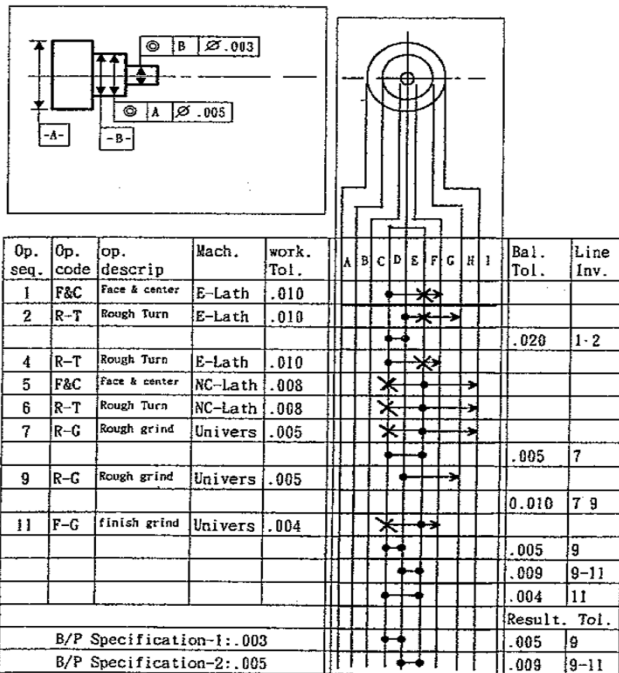 ◎ B Ø .003
◎ A Ø .005
-A-
-B-
Op. seq. Op. code op. descrip Mach. work. Tol. A B C D E F G H I Bal. Tol. Line Inv.
1 F&C Face & center E-Lath .010
2 R-T Rough Turn E-Lath .010
.020 1-2
4 R-T Rough Turn E-Lath .010
5 F&C Face & center NC-Lath .008
6 R-T Rough Turn NC-Lath .008
7 R-G Rough grind Univers .005
.005 7
9 R-G Rough grind Univers .005
0.010 7 9
11 F-G finish grind Univers .004
.005 9
.009 9-11
.004 11
Result. Tol.
B/P Specification-1:.003 .005 9
B/P Specification-2:.005 .009 9-11